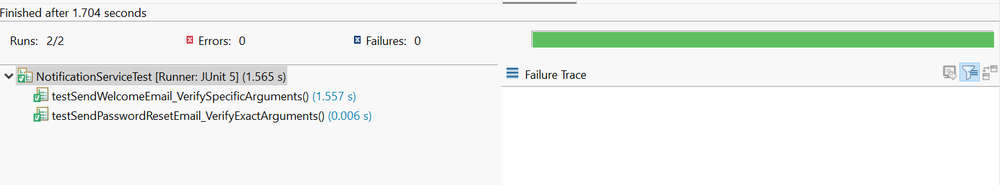 Finished after 1.704 seconds
Runs: 2/2 Errors: 0 Failures: 0
NotificationServiceTest [Runner: JUnit 5] (1.565 s)
Failure Trace
testSendWelcomeEmail_VerifySpecificArguments() (1.557 s)
testSendPasswordResetEmail_VerifyExactArguments() (0.006 s)